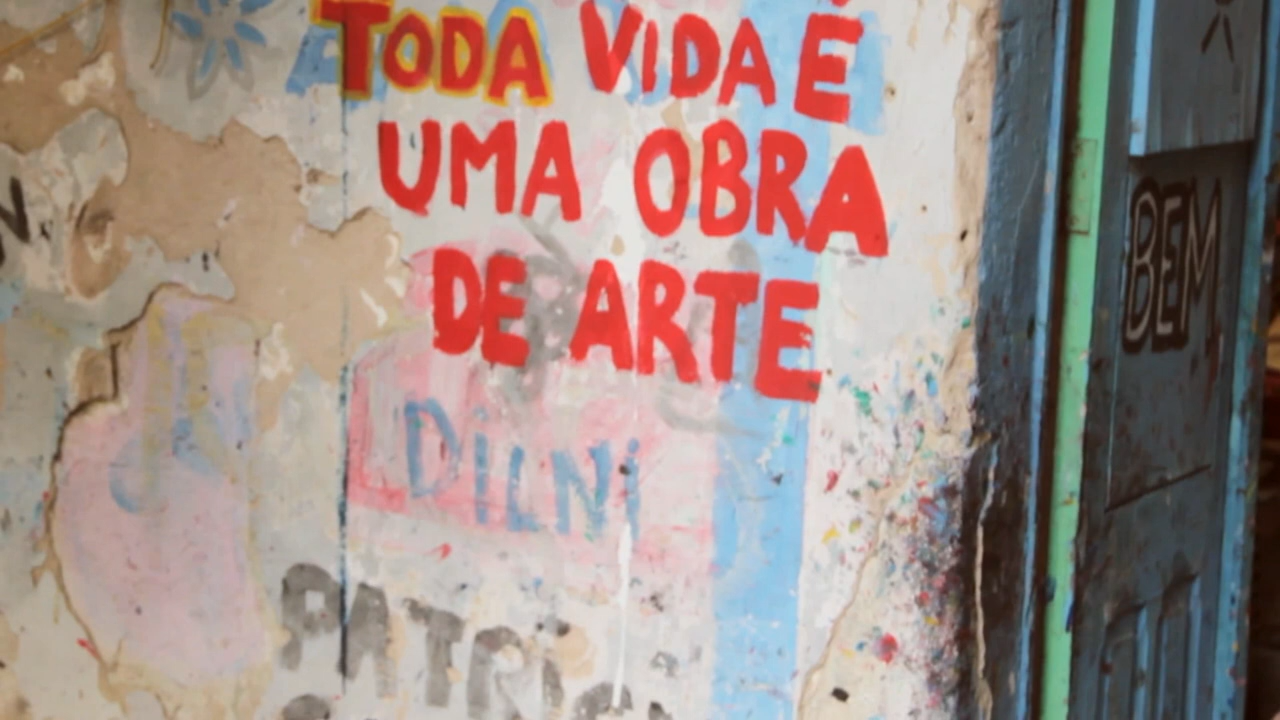 TODA VIDA É
UMA OBRA
DE ARTE
DILNI
BEM